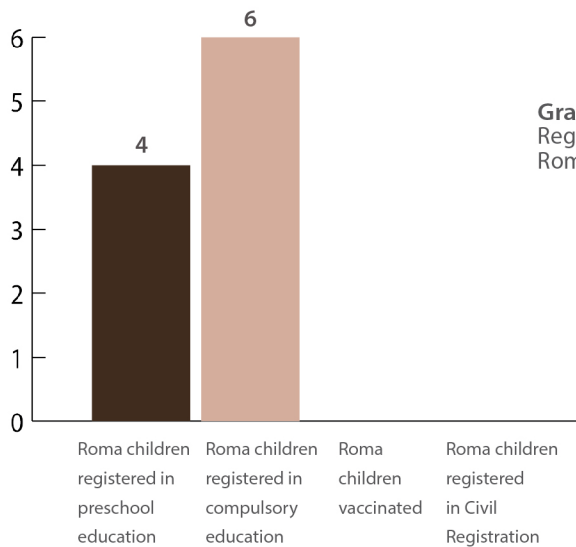 6
4
6
5
4
3
2
1
0
Roma children
registered in
preschool
education
Roma children
registered in
compulsory
education
Roma
children
vaccinated
Roma children
registered
in Civil
Registration